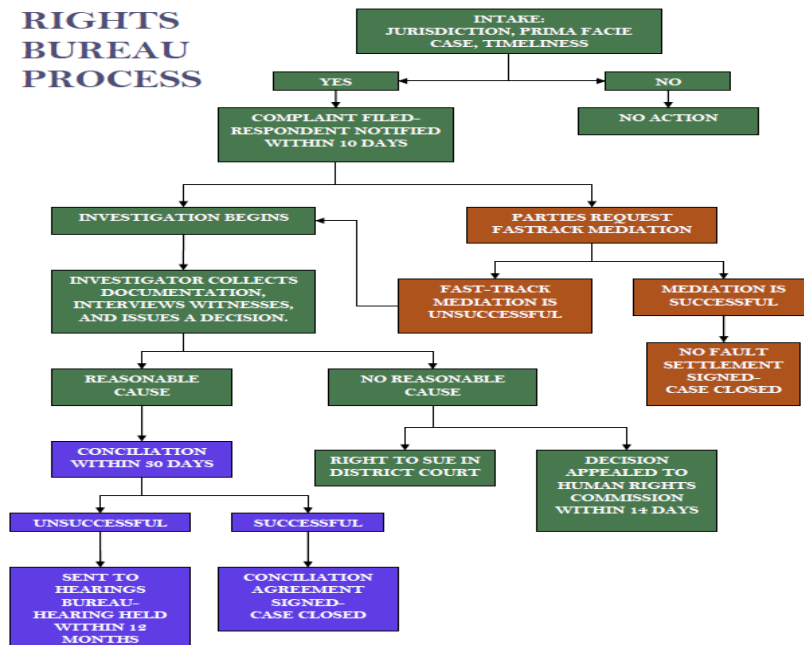 RIGHTS
BUREAU
PROCESS
INTAKE:
JURISDICTION, PRIMA FACIE
CASE, TIMELINESS
YES
NO
COMPLAINT FILED–
RESPONDENT NOTIFIED
WITHIN 10 DAYS
NO ACTION
INVESTIGATION BEGINS
PARTIES REQUEST
FASTRACK MEDIATION
INVESTIGATOR COLLECTS
DOCUMENTATION,
INTERVIEWS WITNESSES,
AND ISSUES A DECISION.
FAST-TRACK
MEDIATION IS
UNSUCCESSFUL
MEDIATION IS
SUCCESSFUL
NO FAULT
SETTLEMENT
SIGNED–
CASE CLOSED
REASONABLE
CAUSE
NO REASONABLE
CAUSE
CONCILIATION
WITHIN 30 DAYS
RIGHT TO SUE IN
DISTRICT COURT
DECISION
APPEALED TO
HUMAN RIGHTS
COMMISSION
WITHIN 14 DAYS
UNSUCCESSFUL
SUCCESSFUL
SENT TO
HEARINGS
BUREAU–
HEARING HELD
WITHIN 12
MONTHS
CONCILIATION
AGREEMENT
SIGNED–
CASE CLOSED